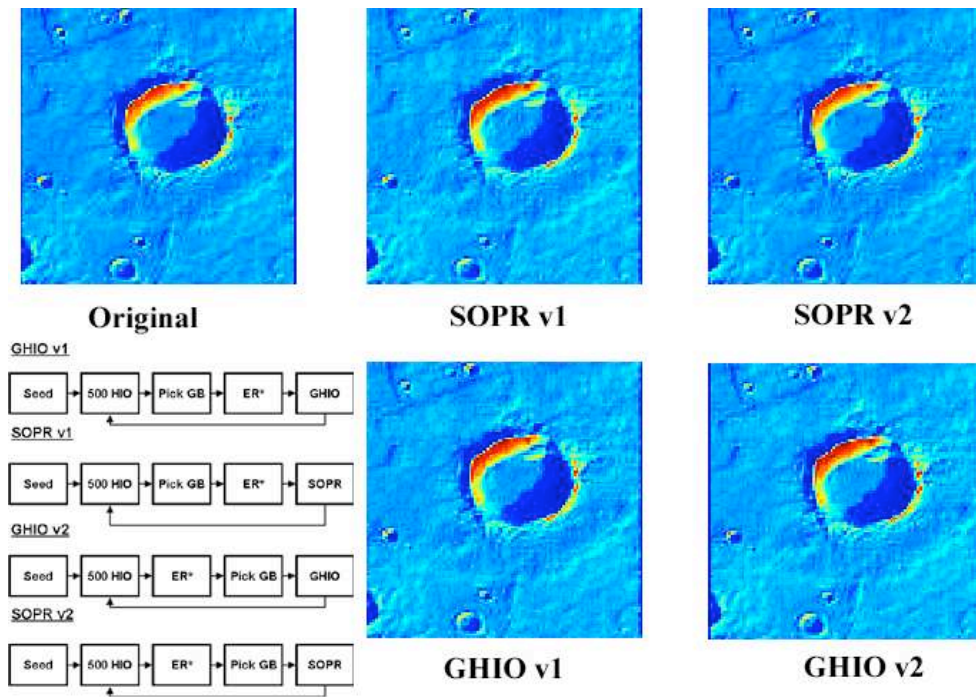 Original
SOPR v1
SOPR v2
GHIO v1
Seed 500 HIO Pick GB ER* GHIO
SOPR v1
Seed 500 HIO Pick GB ER* SOPR
GHIO v2
Seed 500 HIO ER* Pick GB GHIO
SOPR v2
Seed 500 HIO ER* Pick GB SOPR
GHIO v1
GHIO v2